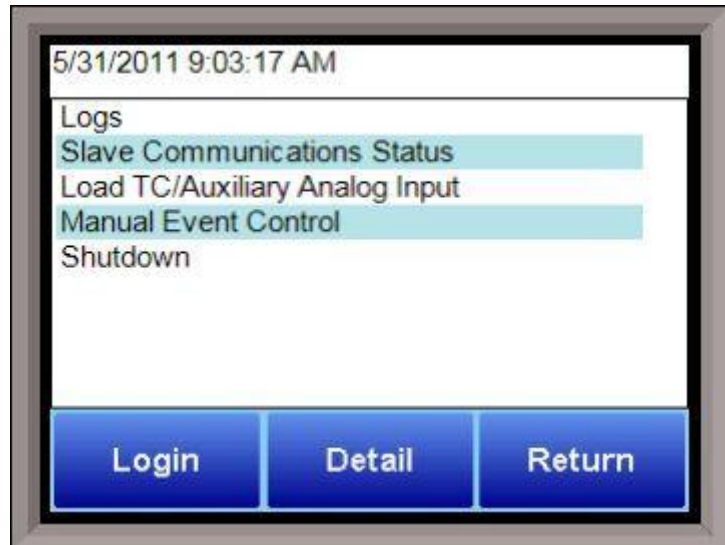 5/31/2011 9:03:17 AM
Logs
Slave Communications Status
Load TC/Auxiliary Analog Input
Manual Event Control
Shutdown
Login Detail Return